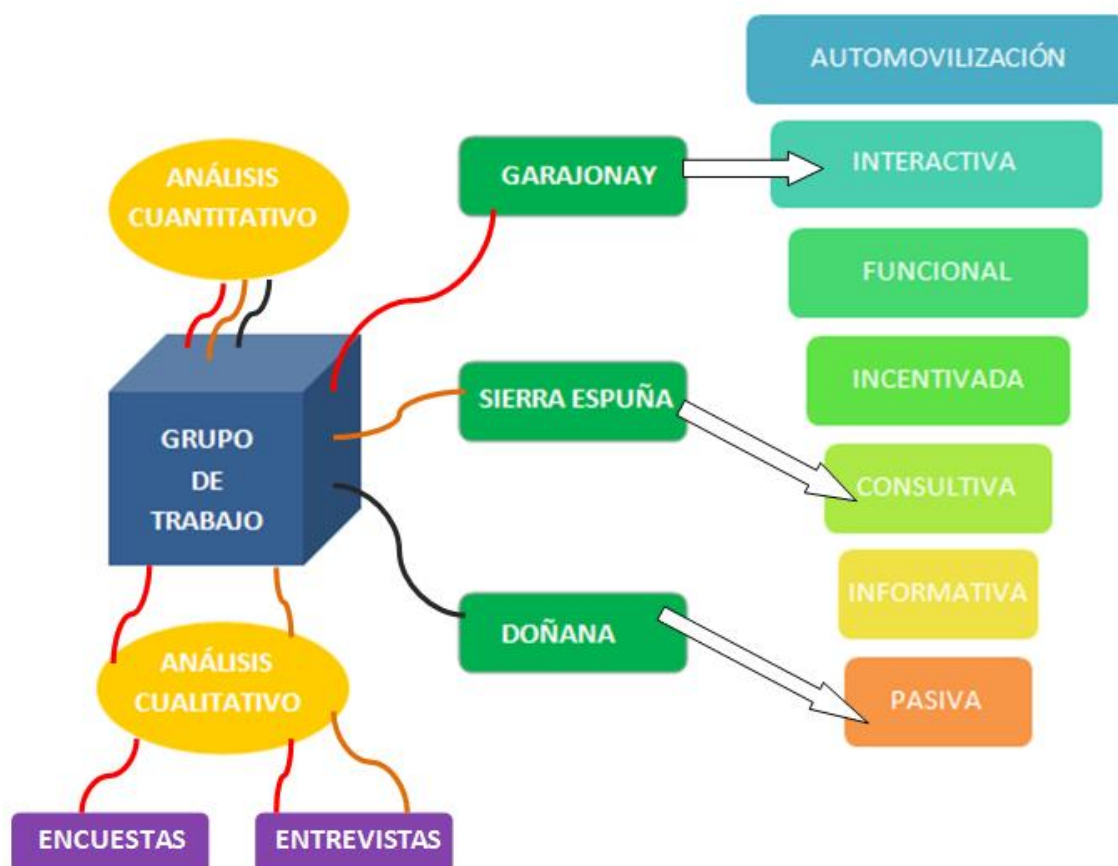 AUTOMOVILIZACIÓN
ANÁLISIS
CUANTITATIVO
GARAJONAY
INTERACTIVA
FUNCIONAL
SIERRA ESPUÑA
INCENTIVADA
GRUPO
DE
TRABAJO
CONSULTIVA
INFORMATIVA
DOÑANA
ANÁLISIS
CUALITATIVO
PASIVA
ENCUESTAS
ENTREVISTAS